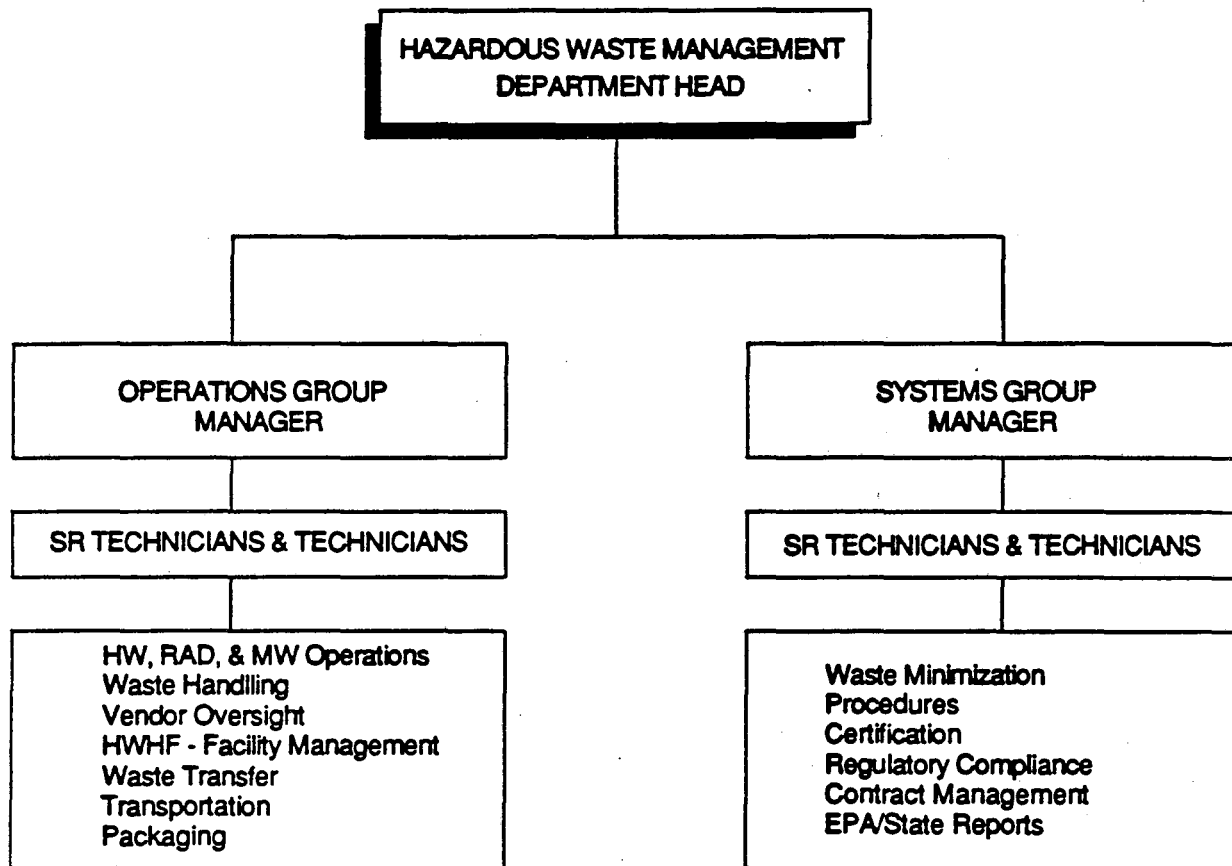 HAZARDOUS WASTE MANAGEMENT
DEPARTMENT HEAD
OPERATIONS GROUP
MANAGER
SR TECHNICIANS & TECHNICIANS
HW, RAD, & MW Operations
Waste Handling
Vendor Oversight
HWHF - Facility Management
Waste Transfer
Transportation
Packaging
SYSTEMS GROUP
MANAGER
SR TECHNICIANS & TECHNICIANS
Waste Minimization
Procedures
Certification
Regulatory Compliance
Contract Management
EPA/State Reports